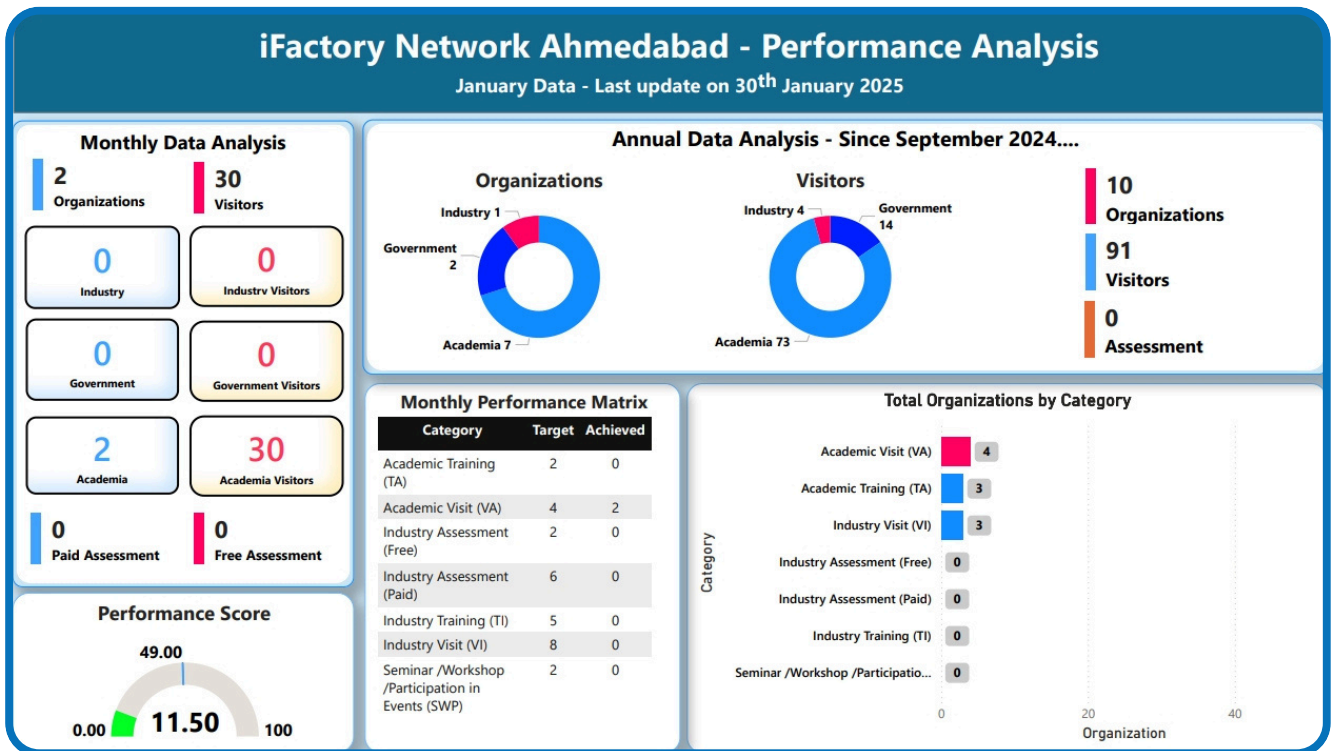 iFactory Network Ahmedabad - Performance Analysis
January Data - Last update on 30th January 2025
Monthly Data Analysis
2
Organizations
30
Visitors
0
Industry
0
Industry Visitors
0
Government
0
Government Visitors
2
Academia
30
Academia Visitors
0
Paid Assessment
0
Free Assessment
Performance Score
49.00
0.00
11.50
100
Annual Data Analysis - Since September 2024....
Organizations
Industry 1
Government
2
Academia 7
Visitors
Industry 4
Government
14
Academia 73
10
Organizations
91
Visitors
0
Assessment
Monthly Performance Matrix
Category Target Achieved
Academic Training 2 0
(TA)
Academic Visit (VA) 4 2
Industry Assessment 2 0
(Free)
Industry Assessment 6 0
(Paid)
Industry Training (TI) 5 0
Industry Visit (VI) 8 0
Seminar /Workshop 2 0
/Participation in
Events (SWP)
Total Organizations by Category
Category
Academic Visit (VA) 4
Academic Training (TA) 3
Industry Visit (VI) 3
Industry Assessment (Free) 0
Industry Assessment (Paid) 0
Industry Training (TI) 0
Seminar /Workshop /Participatio... 0
0 20 40
Organization